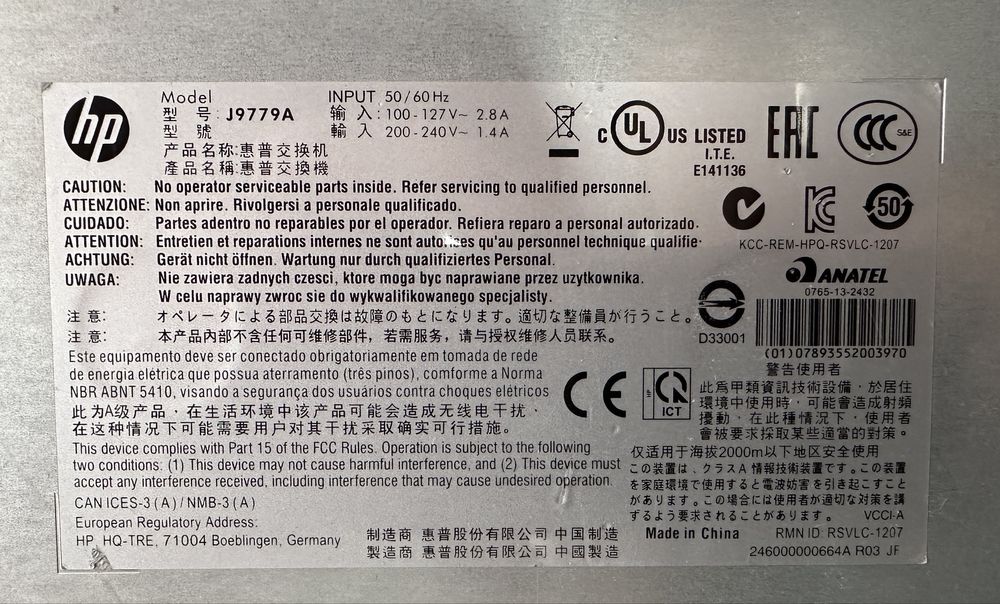 hp
Model
型 号: J9779A
型 號
INPUT 50/60Hz
输 入: 100-127V~ 2.8A
輸 入 200-240V~ 1.4A
产品名称:惠普交换机
產品名稱:惠普交換機
C UL US LISTED
I.T.E.
E141136
EAC
CCC S&E
50
KCC-REM-HPQ-RSVLC-1207
ANATEL
0765-13-2432
D33001
(01)07893552003970
CAUTION: No operator serviceable parts inside. Refer servicing to qualified personnel.
ATTENZIONE: Non aprire. Rivolgersi a personale qualificado.
CUIDADO: Partes adentro no reparables por el operador. Refiera reparo a personal autorizado.
ATTENTION: Entretien et reparations internes ne sont autorises qu'au personnel technique qualifie.
ACHTUNG: Gerät nicht öffnen. Wartung nur durch qualifiziertes Personal.
UWAGA: Nie zawiera zadnych czesci, ktore moga byc naprawiane przez uzytkownika.
W celu naprawy zwroc sie do wykwalifikowanego specjalisty.
注 意: オペレータによる部品交換は故障のもとになります。適切な整備員が行うこと。
注 意: 本产品內部不含任何可维修部件，若需服务，请与授权维修人员联系。
Este equipamento deve ser conectado obrigatoriamente em tomada de rede
de energia elétrica que possua aterramento (três pinos), conforme a Norma
NBR ABNT 5410, visando a segurança dos usuários contra choques elétricos
此为A级产品，在生活环境中该产品可能会造成无线电干扰，
在这种情况下可能需要用户对其干扰采取确实可行措施。
CE
ICT
警告使用者
此為甲類資訊技術設備，於居住
環境中使用時，可能會造成射頻
擾動，在此種情況下，使用者
會被要求採取某些適當的對策。
This device complies with Part 15 of the FCC Rules. Operation is subject to the following
two conditions: (1) This device may not cause harmful interference, and (2) This device must
accept any interference received, including interference that may cause undesired operation.
CAN ICES-3 (A) / NMB-3 (A)
European Regulatory Address:
HP, HQ-TRE, 71004 Boeblingen, Germany
仅适用于海拔2000m以下地区安全使用
この装置は、クラスA情報技術装置です。この装置
を家庭環境で使用すると電波妨害を引き起こすこと
があります。この場合には使用者が適切な対策を講
ずるよう要求されることがあります。 VCCI-A
制造商 惠普股份有限公司 中国制造
製造商 惠普股份有限公司 中國製造
Made in China
RMN ID: RSVLC-1207
246000000664A R03 JF